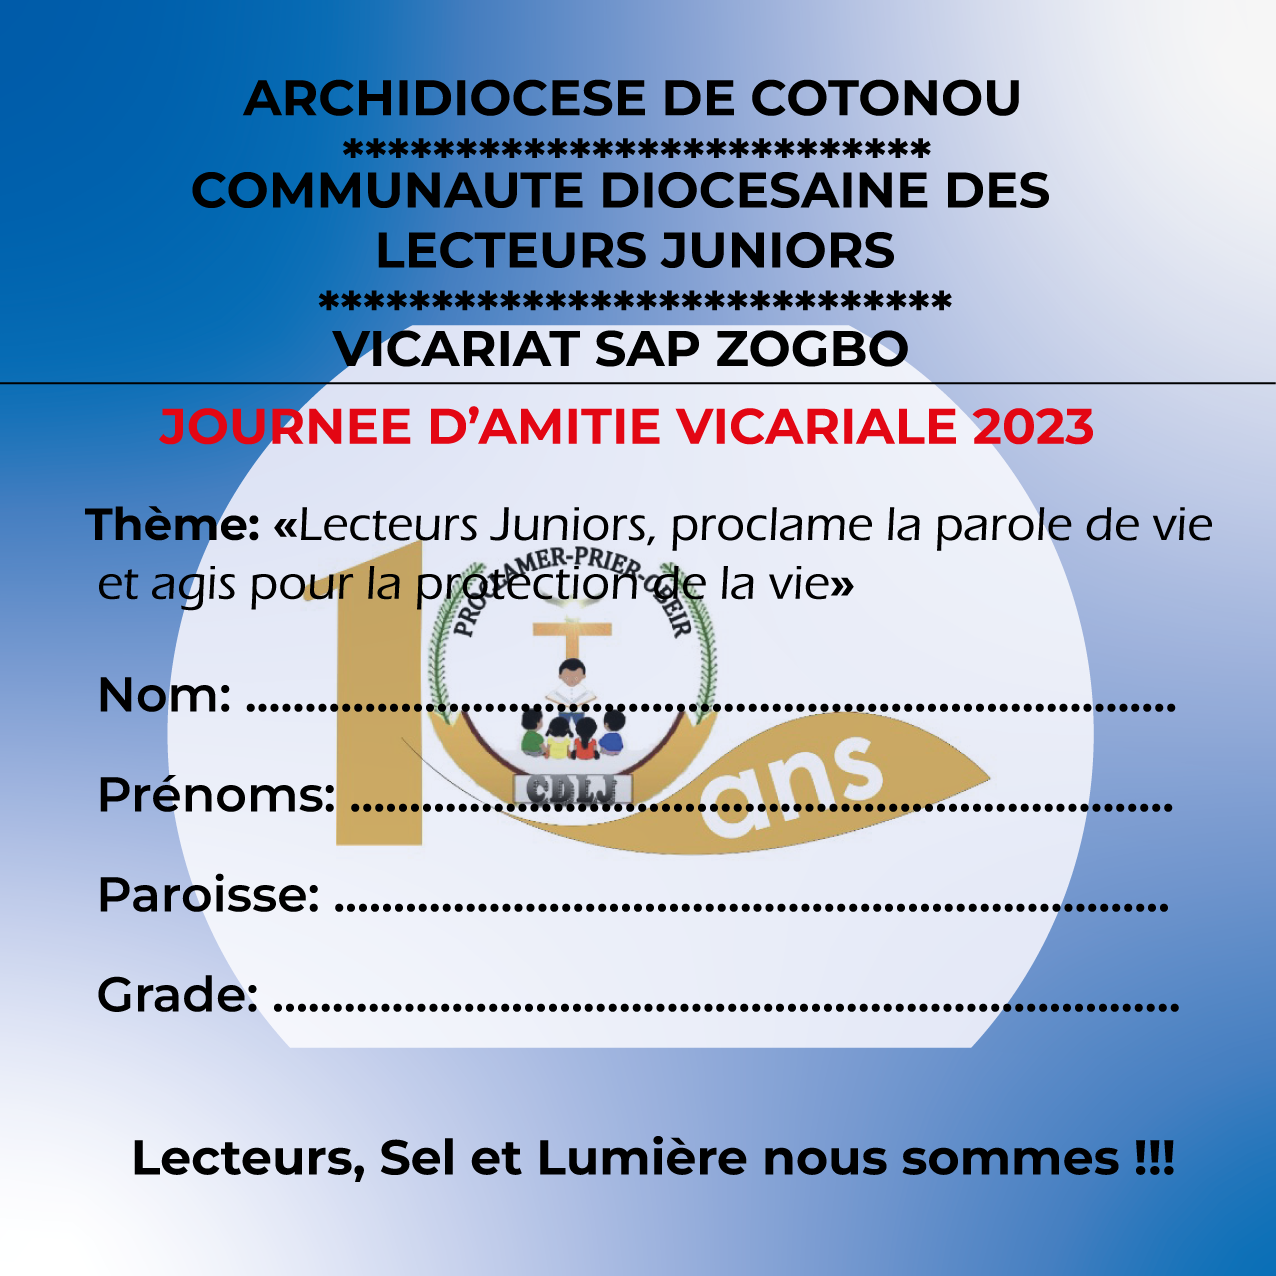 ARCHIDIOCESE DE COTONOU
**************************
COMMUNAUTE DIOCESAINE DES
LECTEURS JUNIORS
****************************
VICARIAT SAP ZOGBO
JOURNEE D’AMITIE VICARIALE 2023
Thème: «Lecteurs Juniors, proclame la parole de vie
et agis pour la protection de la vie»
PROCLAMER-PRIER-OBEIR
Nom: ..............................................................................
Prénoms: .....................................................................
10 ans
CDLJ
Paroisse: ......................................................................
Grade: ............................................................................
Lecteurs, Sel et Lumière nous sommes !!!